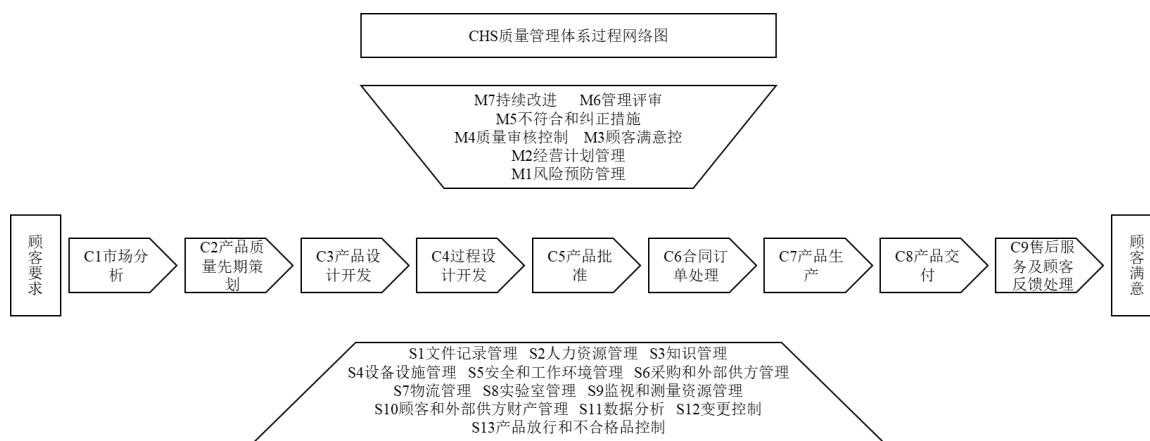 CHS质量管理体系过程网络图
M7持续改进 M6管理评审
M5不符合和纠正措施
M4质量审核控制 M3顾客满意控
M2经营计划管理
M1风险预防管理
顾客要求
C1市场分
析
C2产品质
量先期策
划
C3产品设
计开发
C4过程设
计开发
C5产品批
准
C6合同订
单处理
C7产品生
产
C8产品交
付
C9售后服
务及顾客
反馈处理
顾客满意
S1文件记录管理 S2人力资源管理 S3知识管理
S4设备设施管理 S5安全和工作环境管理 S6采购和外部供方管理
S7物流管理 S8实验室管理 S9监视和测量资源管理
S10顾客和外部供方财产管理 S11数据分析 S12变更控制
S13产品放行和不合格品控制